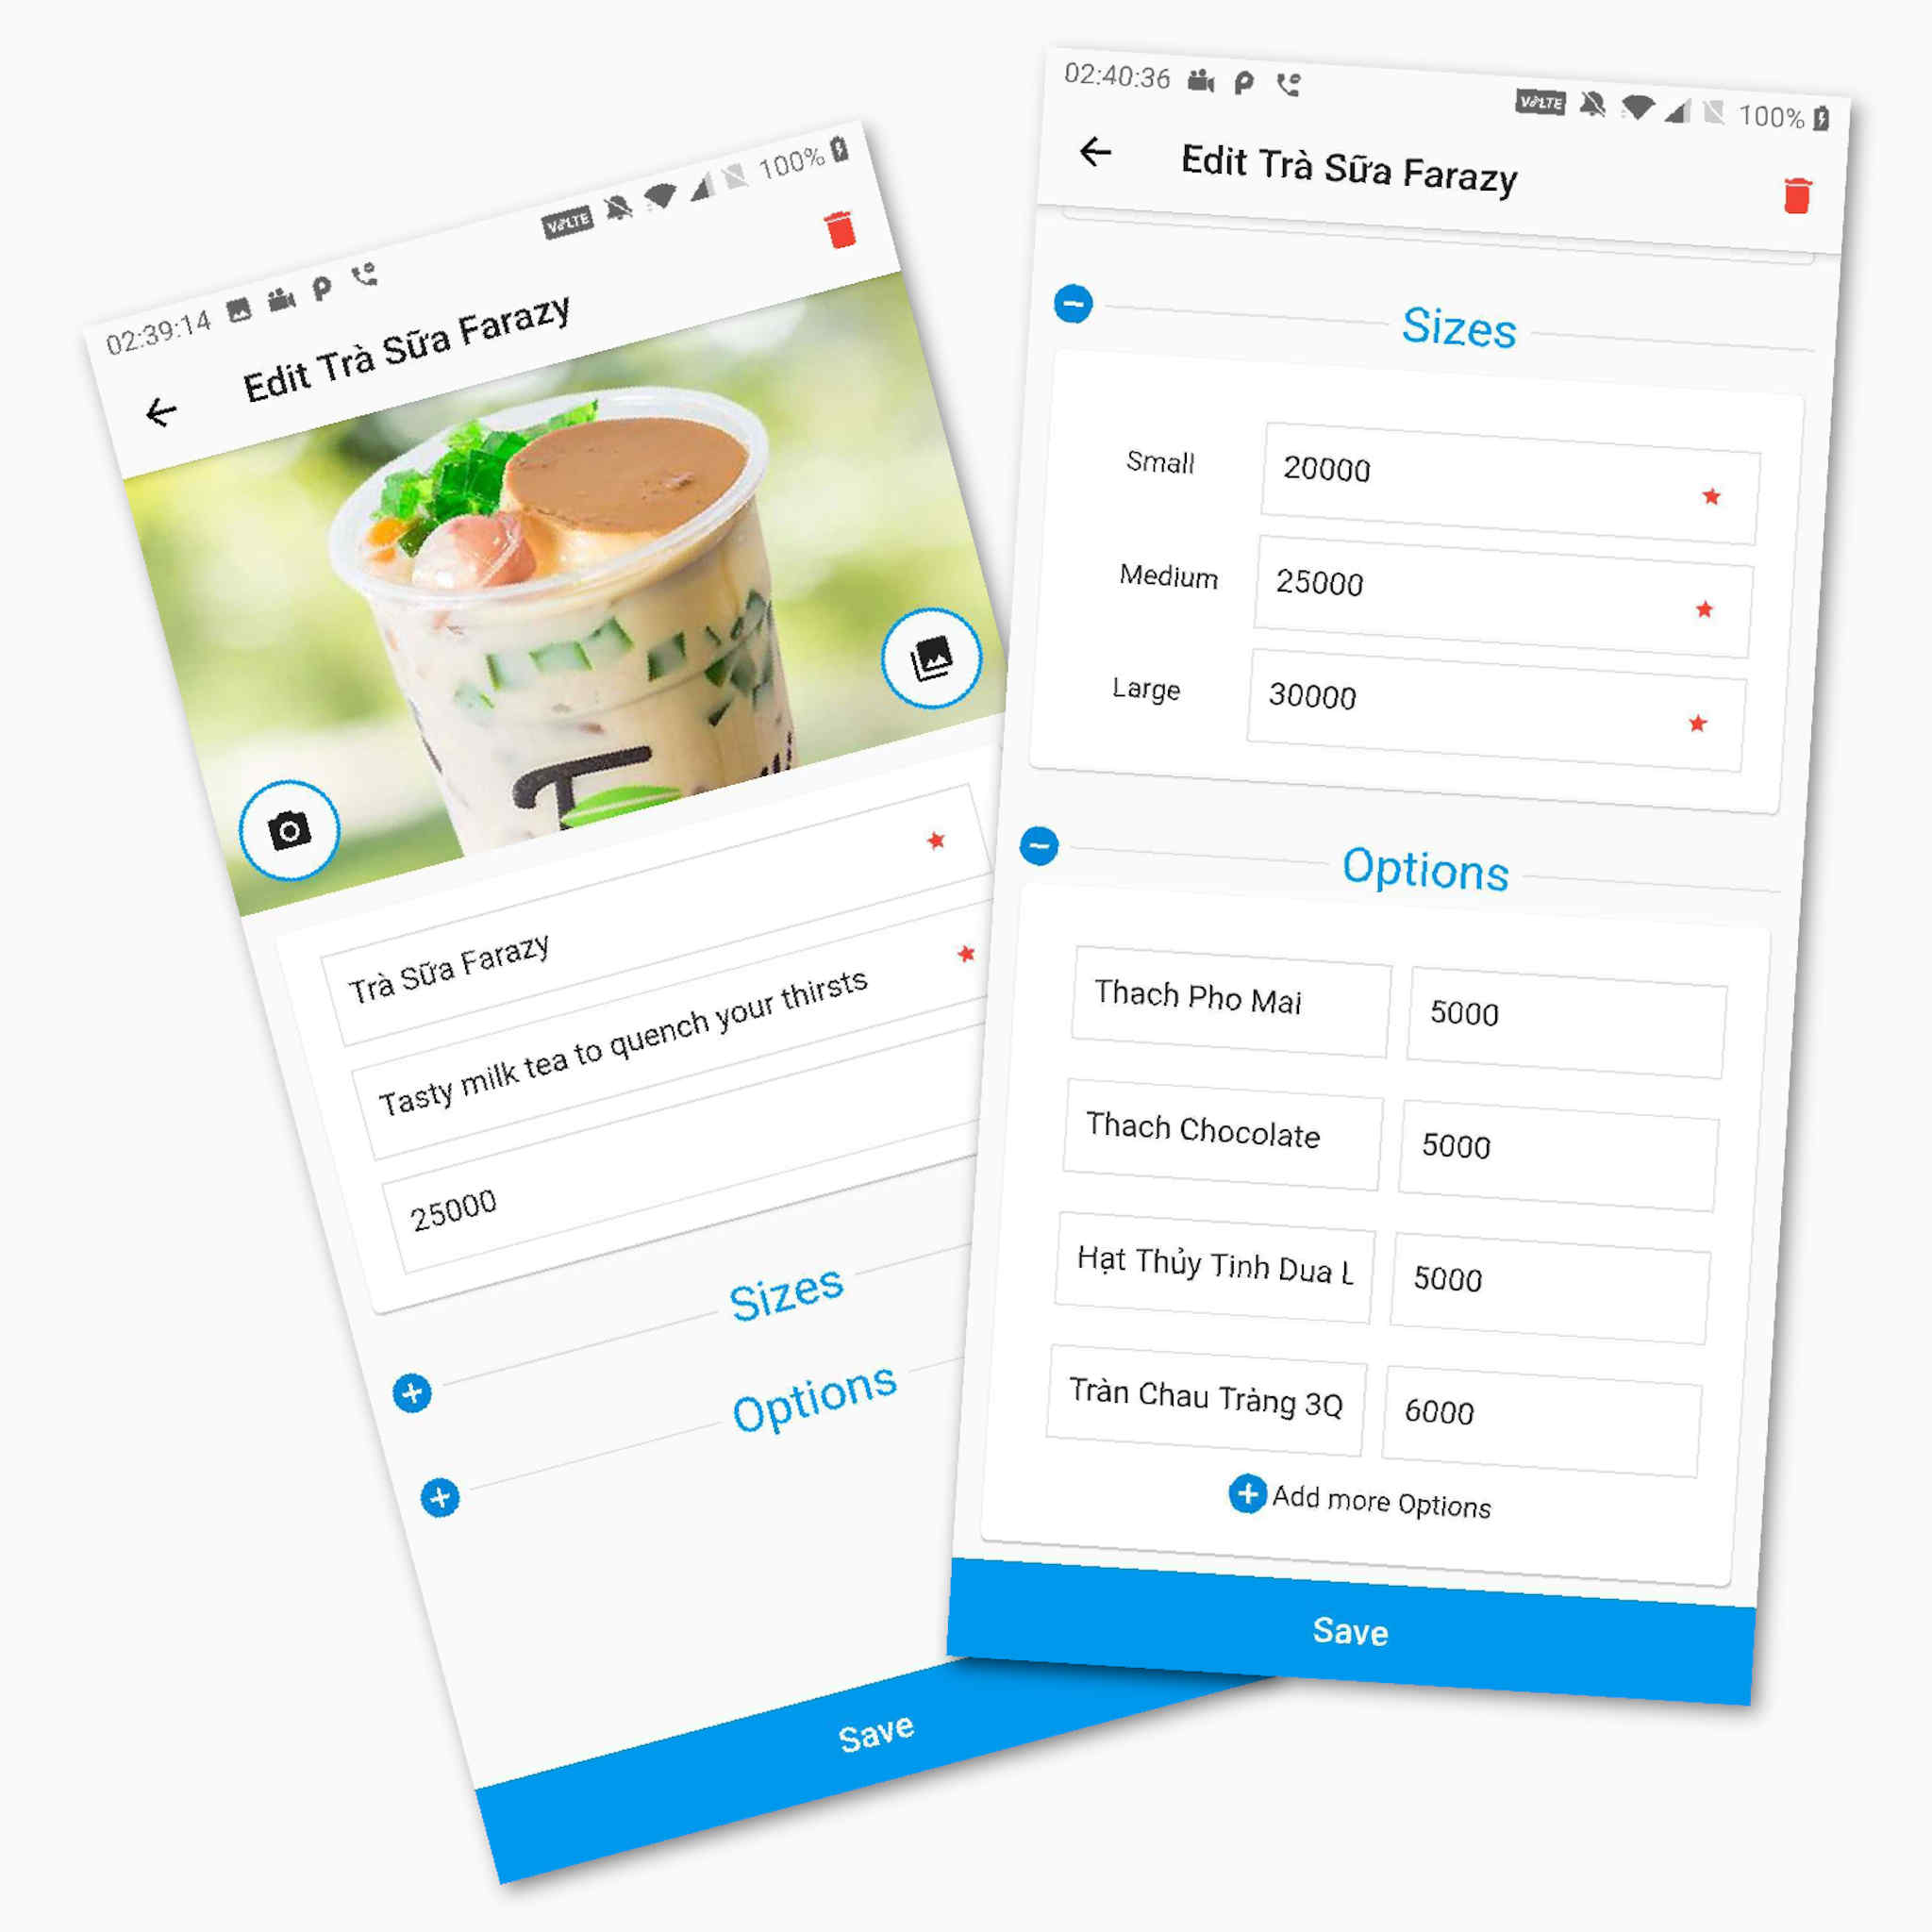 02:39:14
VoLTE
100%
Edit Trà Sữa Farazy
Trà Sữa Farazy
Tasty milk tea to quench your thirsts
25000
Sizes
Options
Save
02:40:36
VoLTE
100%
Edit Trà Sữa Farazy
Sizes
Small 20000
Medium 25000
Large 30000
Options
Thach Pho Mai 5000
Thach Chocolate 5000
Hạt Thủy Tinh Dua L 5000
Tràn Chau Trảng 3Q 6000
Add more Options
Save